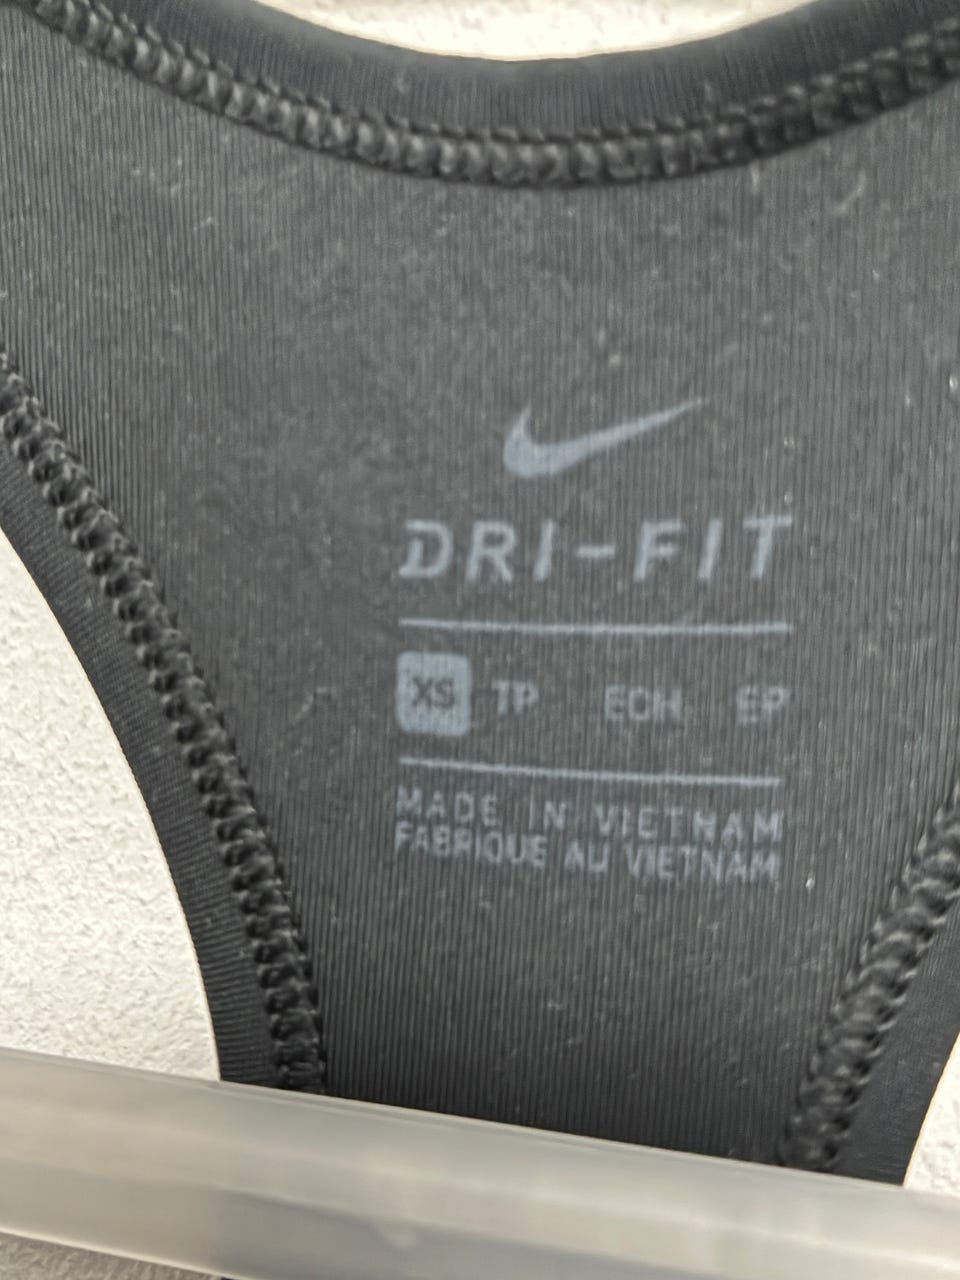 DRI-FIT
XS TP ECH EP
MADE IN VIETNAM
FABRIQUE AU VIETNAM